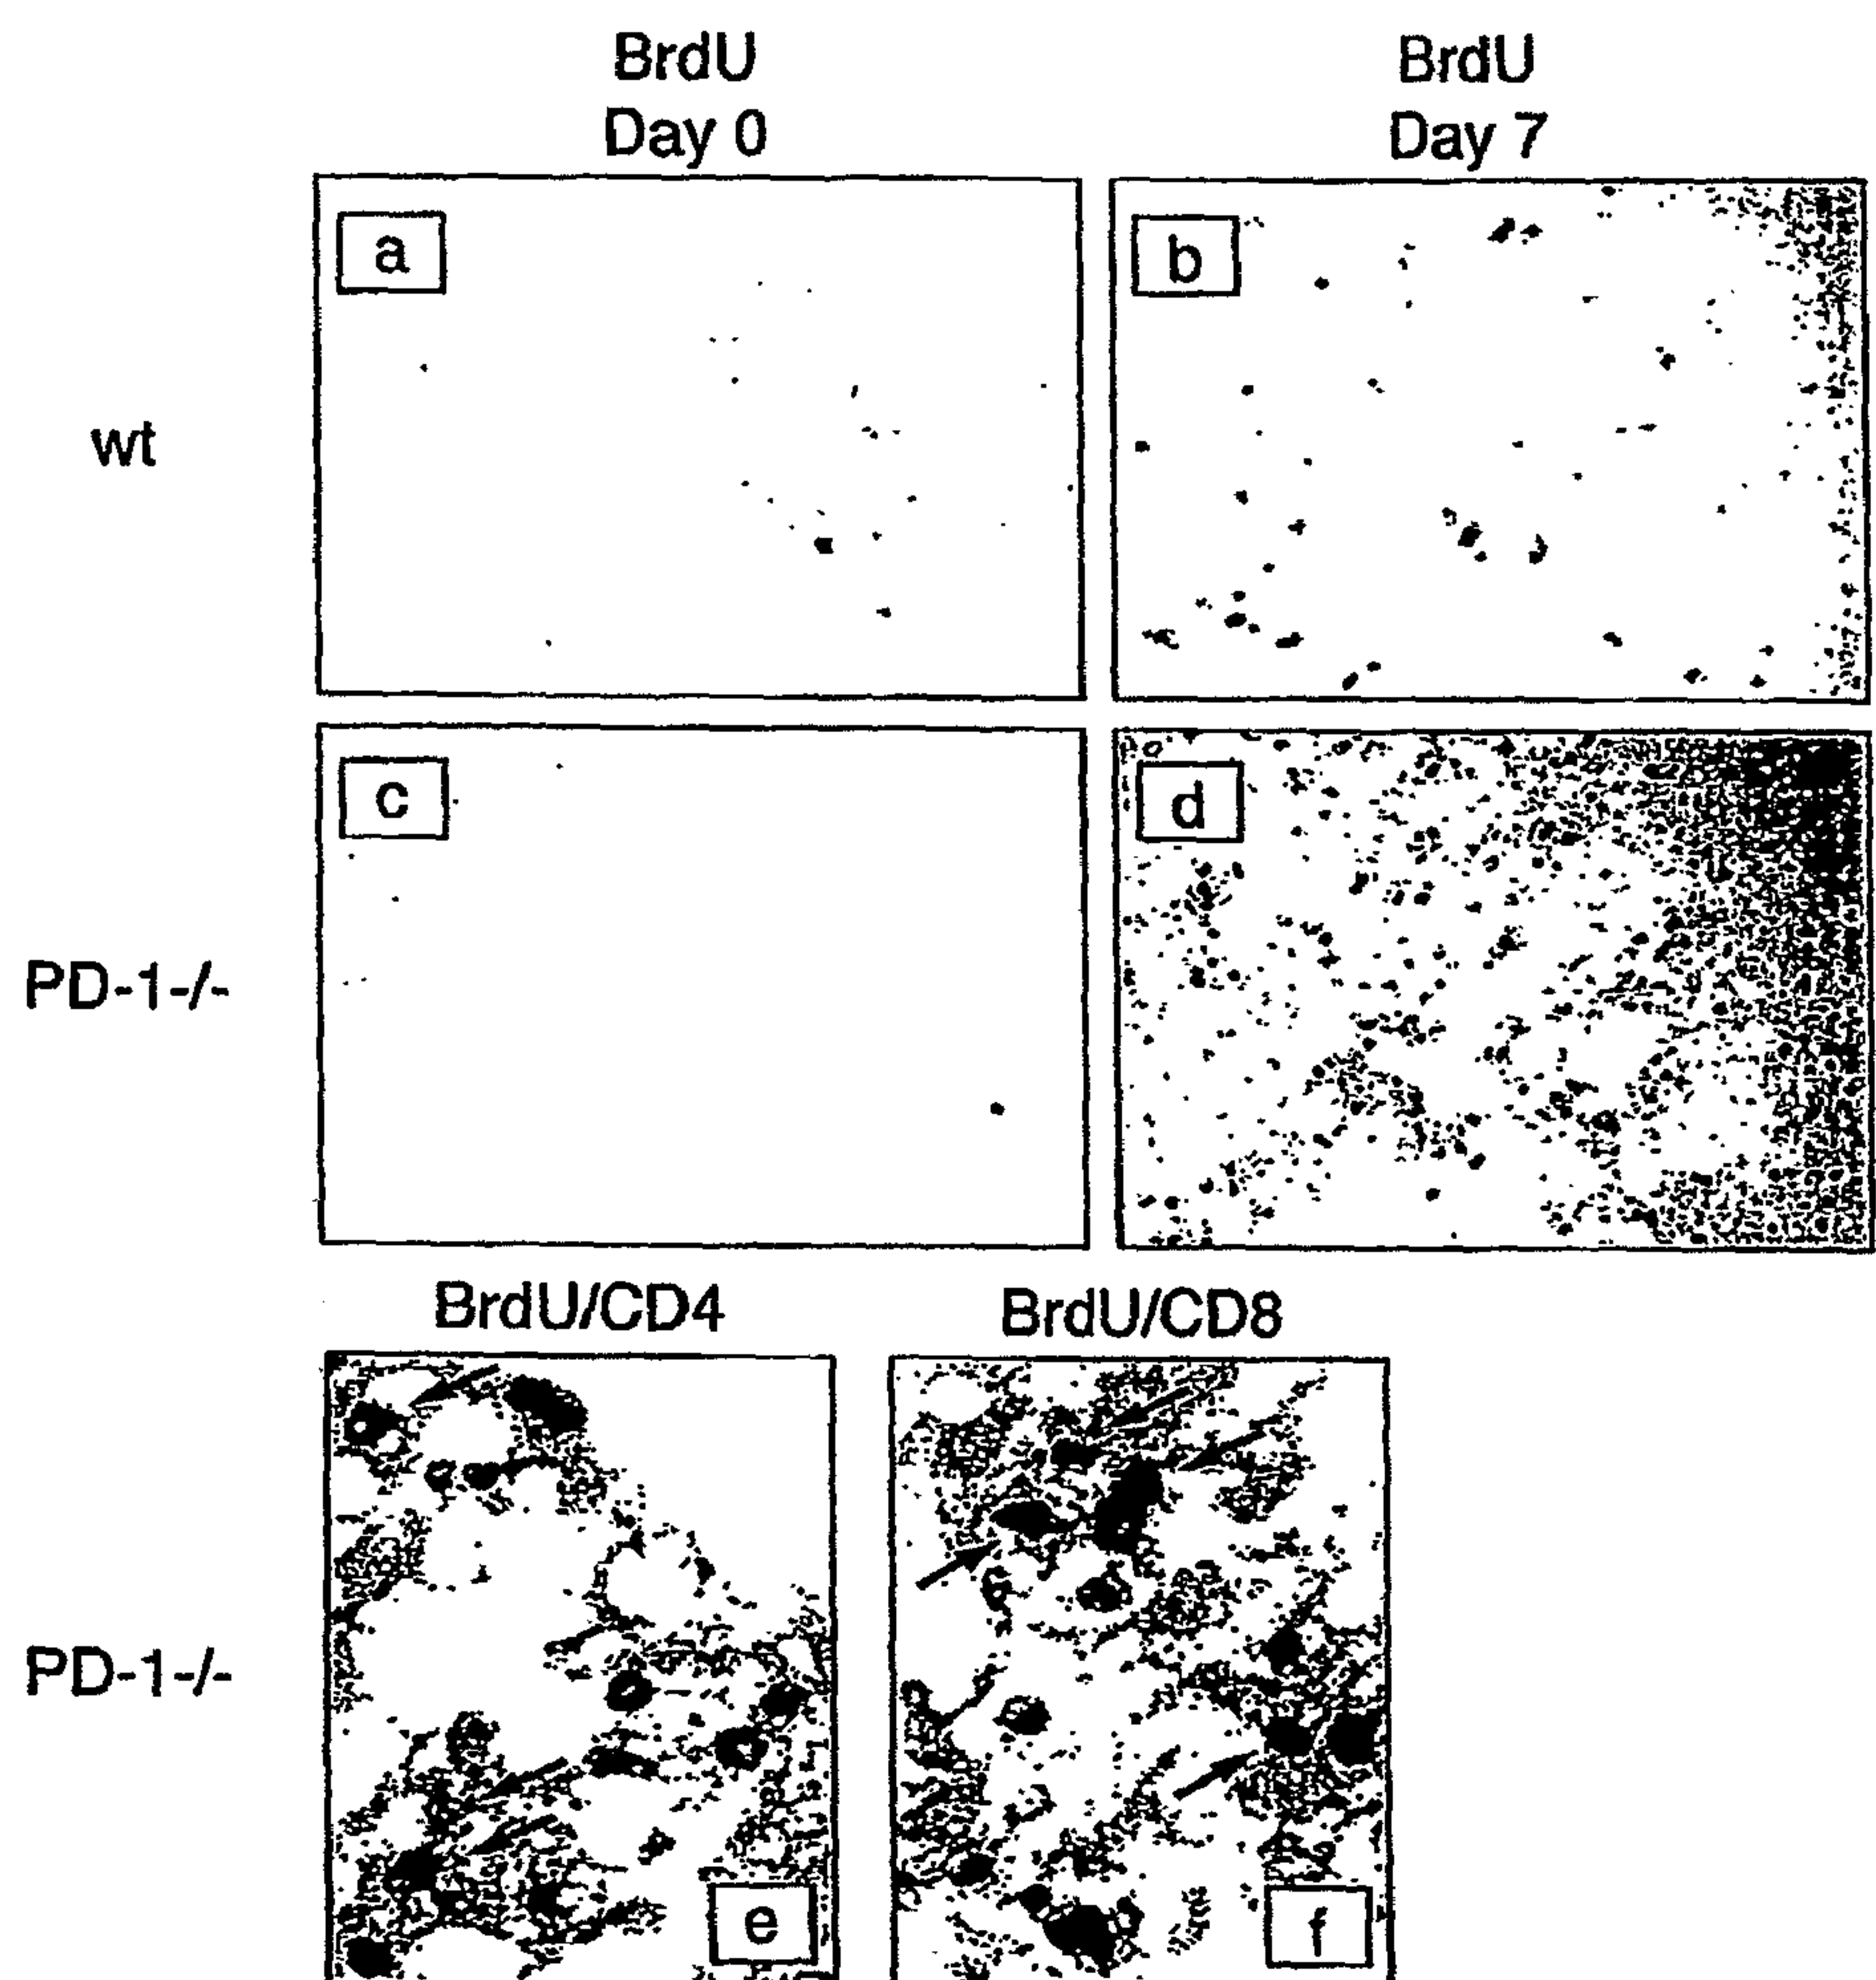 BrdU
Day 0
BrdU
Day 7
wt
a
b
PD-1-/-
c
d
BrdU/CD4
BrdU/CD8
PD-1-/-
e
f